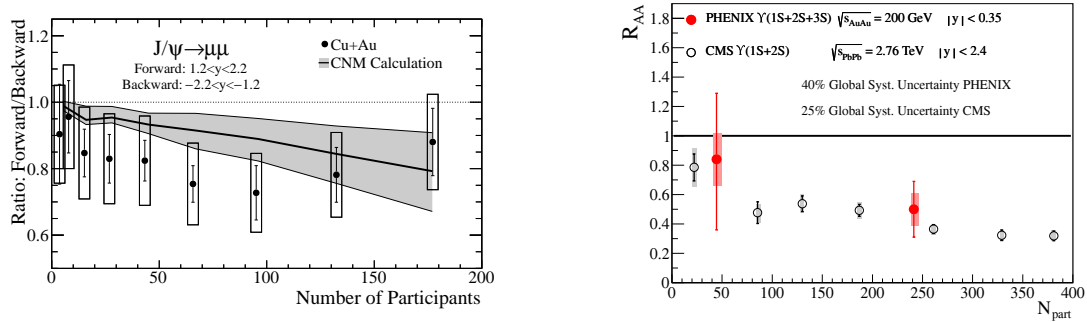 Ratio: Forward/Backward
1.0
0.8
0.6
J/ψ→μμ
Forward: 1.2<y<2.2
Backward: −2.2<y<−1.2
Cu+Au
CNM Calculation
0 50 100 150 200
Number of Participants
R_AA
1.8
1.6
1.4
1.2
1
0.8
0.6
0.4
0.2
0
PHENIX ϒ(1S+2S+3S) √s_AuAu = 200 GeV |y| < 0.35
CMS ϒ(1S+2S) √s_PbPb = 2.76 TeV |y| < 2.4
40% Global Syst. Uncertainty PHENIX
25% Global Syst. Uncertainty CMS
0 50 100 150 200 250 300 350 400
N_part